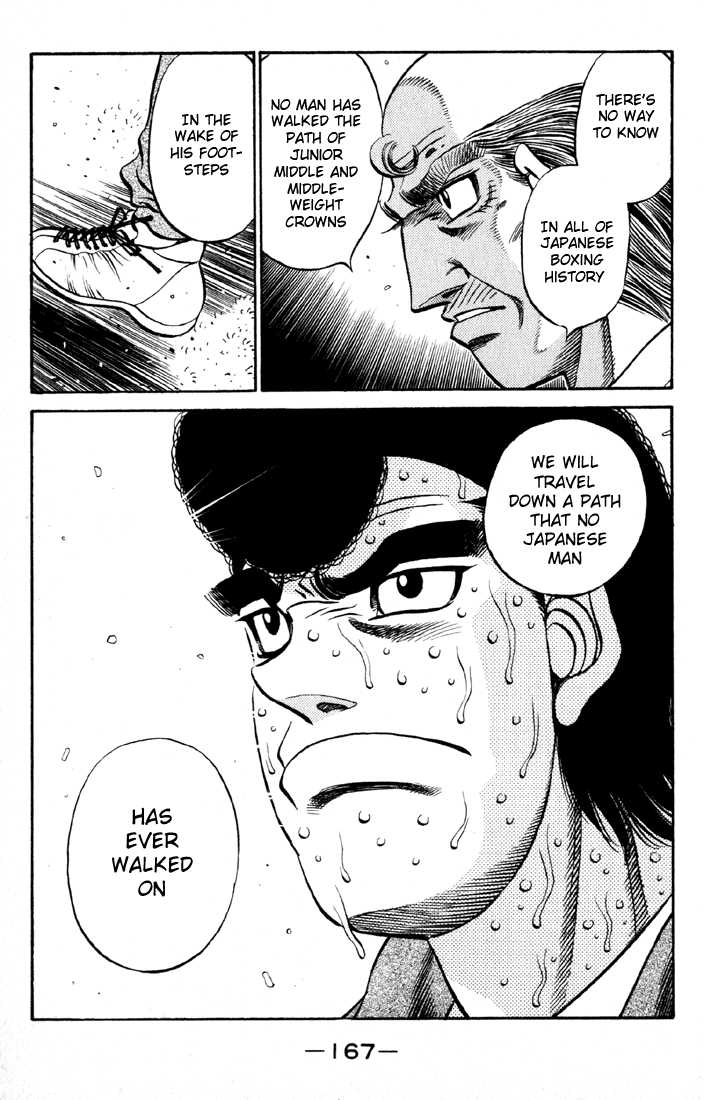 THERE'S
NO WAY
TO KNOW
IN ALL OF
JAPANESE
BOXING
HISTORY
NO MAN HAS
WALKED THE
PATH OF
JUNIOR
MIDDLE AND
MIDDLE-
WEIGHT
CROWNS
IN THE
WAKE OF
HIS FOOT-
STEPS
WE WILL
TRAVEL
DOWN A PATH
THAT NO
JAPANESE
MAN
HAS
EVER
WALKED
ON
—167—